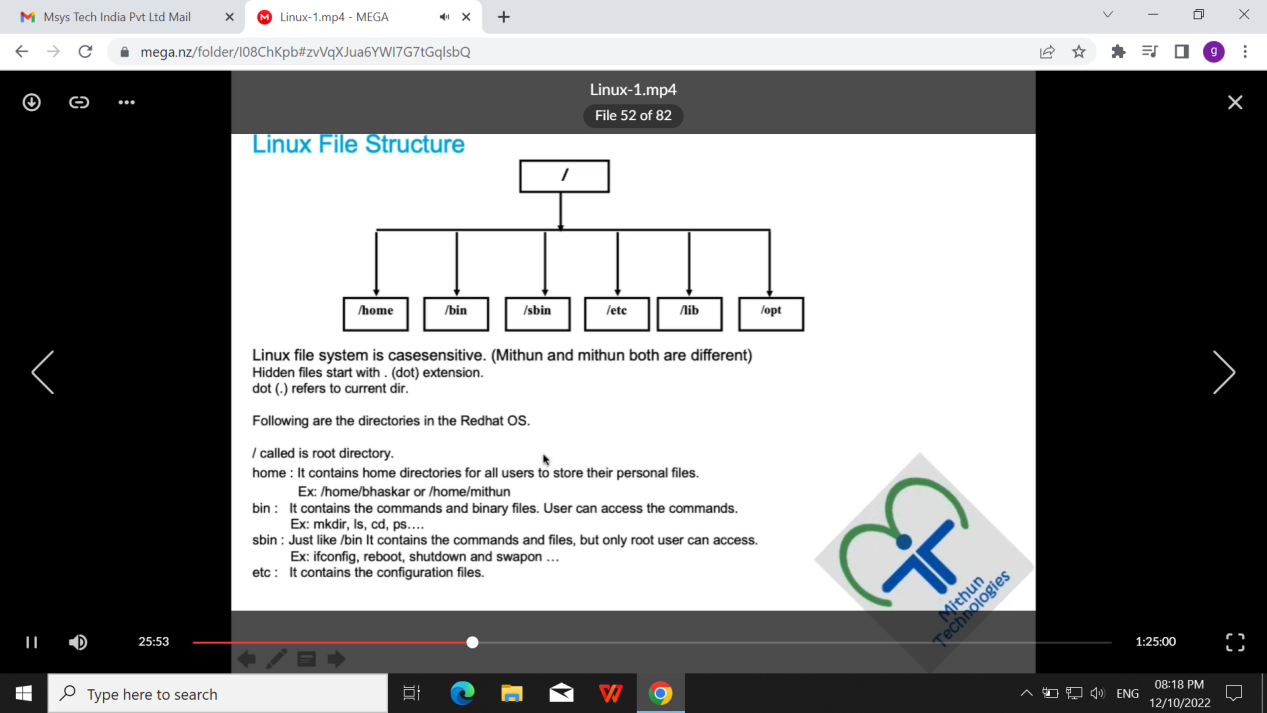 Msys Tech India Pvt Ltd Mail
Linux-1.mp4 - MEGA
mega.nz/folder/I08ChKpb#zvVqXJua6YWI7G7tGqlsbQ
g
Linux-1.mp4
File 52 of 82
Linux File Structure
/
/home /bin /sbin /etc /lib /opt
Linux file system is casesensitive. (Mithun and mithun both are different)
Hidden files start with . (dot) extension.
dot (.) refers to current dir.
Following are the directories in the Redhat OS.
/ called is root directory.
home : It contains home directories for all users to store their personal files.
Ex: /home/bhaskar or /home/mithun
bin : It contains the commands and binary files. User can access the commands.
Ex: mkdir, ls, cd, ps....
sbin : Just like /bin It contains the commands and files, but only root user can access.
Ex: ifconfig, reboot, shutdown and swapon ...
etc : It contains the configuration files.
Mithun
Technologies
25:53
1:25:00
Type here to search
ENG
08:18 PM
12/10/2022